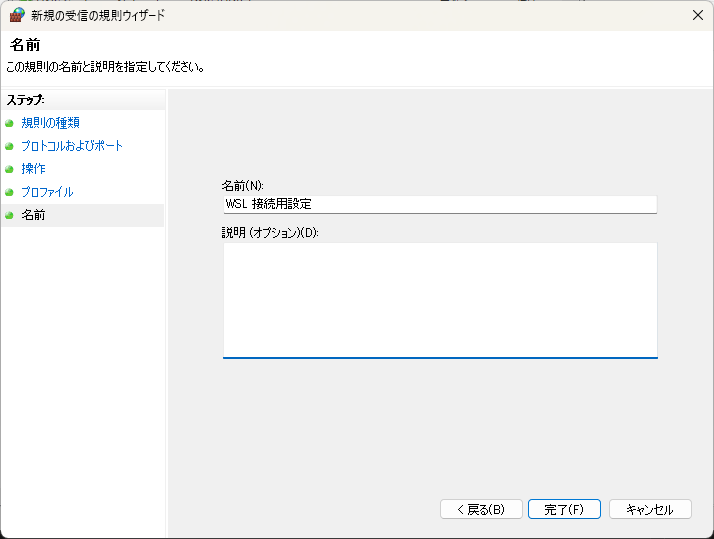 新規の受信の規則ウィザード
名前
この規則の名前と説明を指定してください。
ステップ:
規則の種類
プロトコルおよびポート
操作
プロファイル
名前
名前(N):
WSL 接続用設定
説明 (オプション)(D):
< 戻る(B)
完了(F)
キャンセル